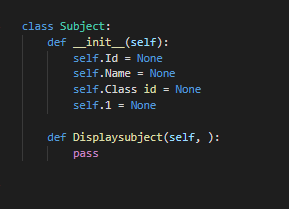 class Subject:
def __init__(self):
self.Id = None
self.Name = None
self.Class id = None
self.1 = None
def Displaysubject(self, ):
pass